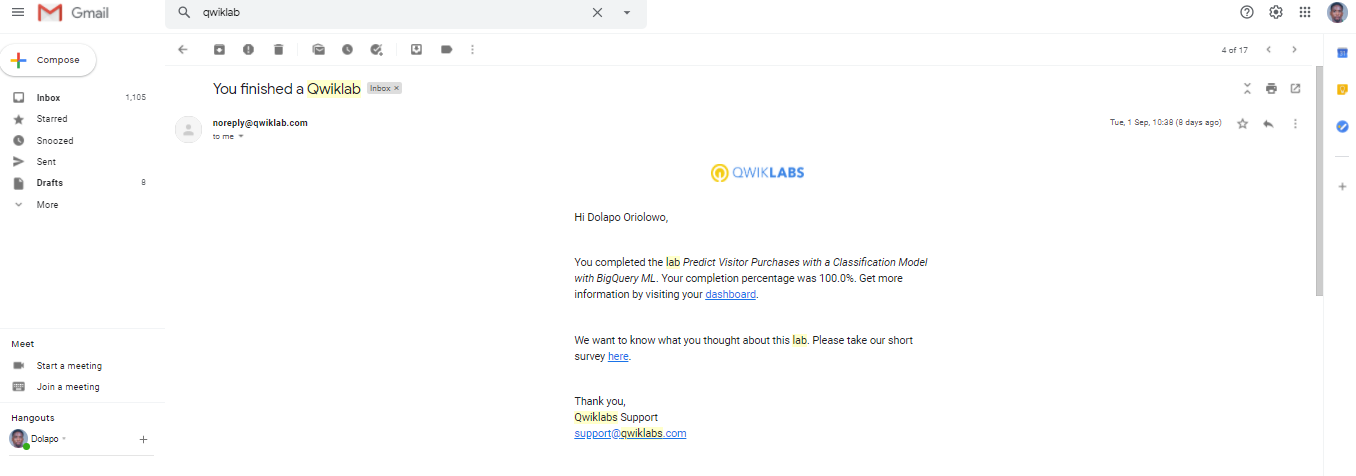 Gmail
qwiklab
Compose
4 of 17
Inbox 1,105
Starred
Snoozed
Sent
Drafts 8
More
You finished a Qwiklab Inbox ×
noreply@qwiklab.com
to me
Tue, 1 Sep, 10:38 (8 days ago)
QWIKLABS
Hi Dolapo Oriolowo,
You completed the lab Predict Visitor Purchases with a Classification Model
with BigQuery ML. Your completion percentage was 100.0%. Get more
information by visiting your dashboard.
We want to know what you thought about this lab. Please take our short
survey here.
Thank you,
Qwiklabs Support
support@qwiklabs.com
Meet
Start a meeting
Join a meeting
Hangouts
Dolapo